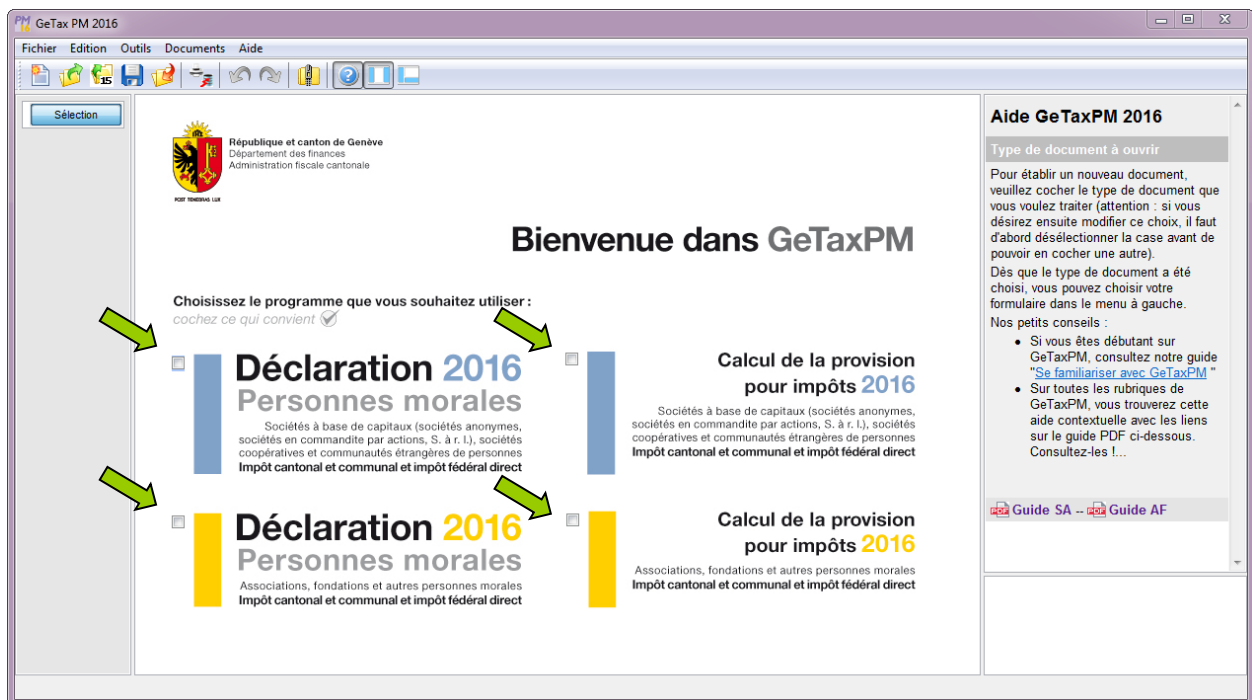 GeTax PM 2016
Fichier Edition Outils Documents Aide
15
Sélection
République et canton de Genève
Département des finances
Administration fiscale cantonale
POST TENEBRAS LUX
Bienvenue dans GeTaxPM
Choisissez le programme que vous souhaitez utiliser :
cochez ce qui convient
Déclaration 2016
Personnes morales
Sociétés à base de capitaux (sociétés anonymes,
sociétés en commandite par actions, S. à r. l.), sociétés
coopératives et communautés étrangères de personnes
Impôt cantonal et communal et impôt fédéral direct
Calcul de la provision
pour impôts 2016
Sociétés à base de capitaux (sociétés anonymes,
sociétés en commandite par actions, S. à r. l.), sociétés
coopératives et communautés étrangères de personnes
Impôt cantonal et communal et impôt fédéral direct
Déclaration 2016
Personnes morales
Associations, fondations et autres personnes morales
Impôt cantonal et communal et impôt fédéral direct
Calcul de la provision
pour impôts 2016
Associations, fondations et autres personnes morales
Impôt cantonal et communal et impôt fédéral direct
Aide GeTaxPM 2016
Type de document à ouvrir
Pour établir un nouveau document,
veuillez cocher le type de document que
vous voulez traiter (attention : si vous
désirez ensuite modifier ce choix, il faut
d'abord désélectionner la case avant de
pouvoir en cocher une autre).
Dès que le type de document a été
choisi, vous pouvez choisir votre
formulaire dans le menu à gauche.
Nos petits conseils :
• Si vous êtes débutant sur
GeTaxPM, consultez notre guide
"Se familiariser avec GeTaxPM "
• Sur toutes les rubriques de
GeTaxPM, vous trouverez cette
aide contextuelle avec les liens
sur le guide PDF ci-dessous.
Consultez-les !...
PDF Guide SA -- PDF Guide AF